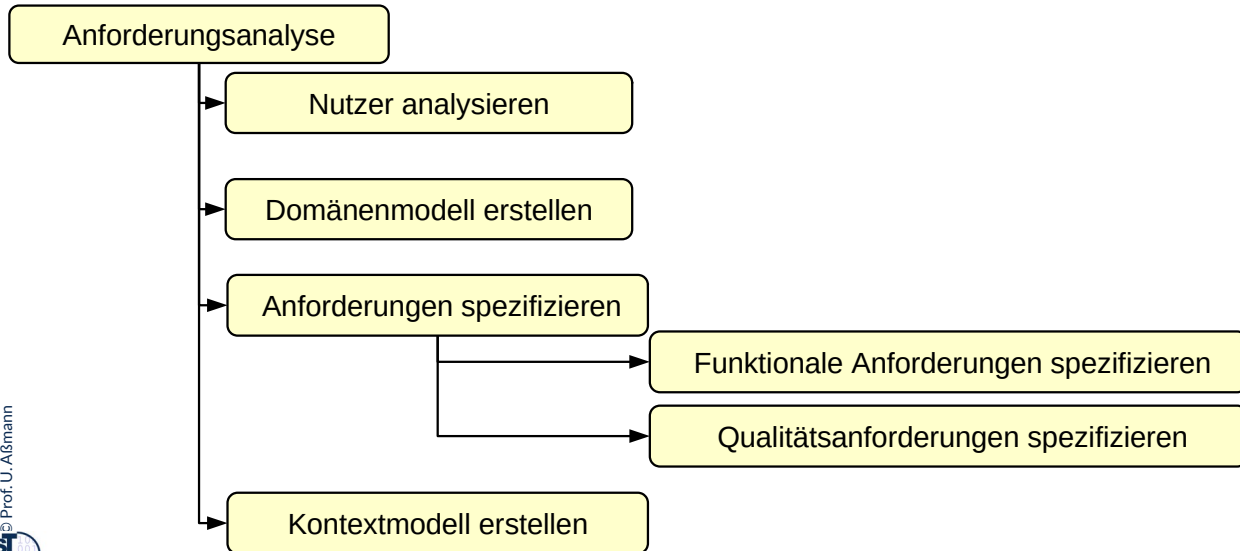 Anforderungsanalyse
Nutzer analysieren
Domänenmodell erstellen
Anforderungen spezifizieren
Funktionale Anforderungen spezifizieren
Qualitätsanforderungen spezifizieren
Kontextmodell erstellen
© Prof. U. Aßmann